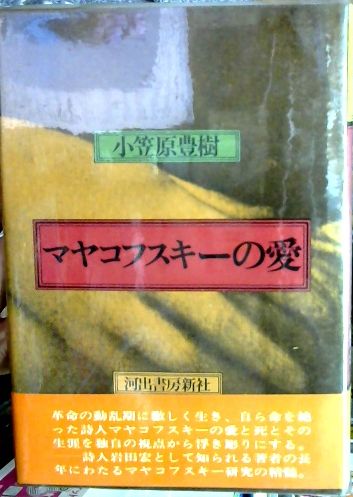 小笠原豊樹
マヤコフスキーの愛
河出書房新社
革命の動乱期に激しく生き、自ら命を絶
った詩人マヤコフスキーの愛と死とその
生涯を独自の視点から浮き彫りにする。
──詩人岩田宏として知られる著者の長
年にわたるマヤコフスキー研究の精髄。